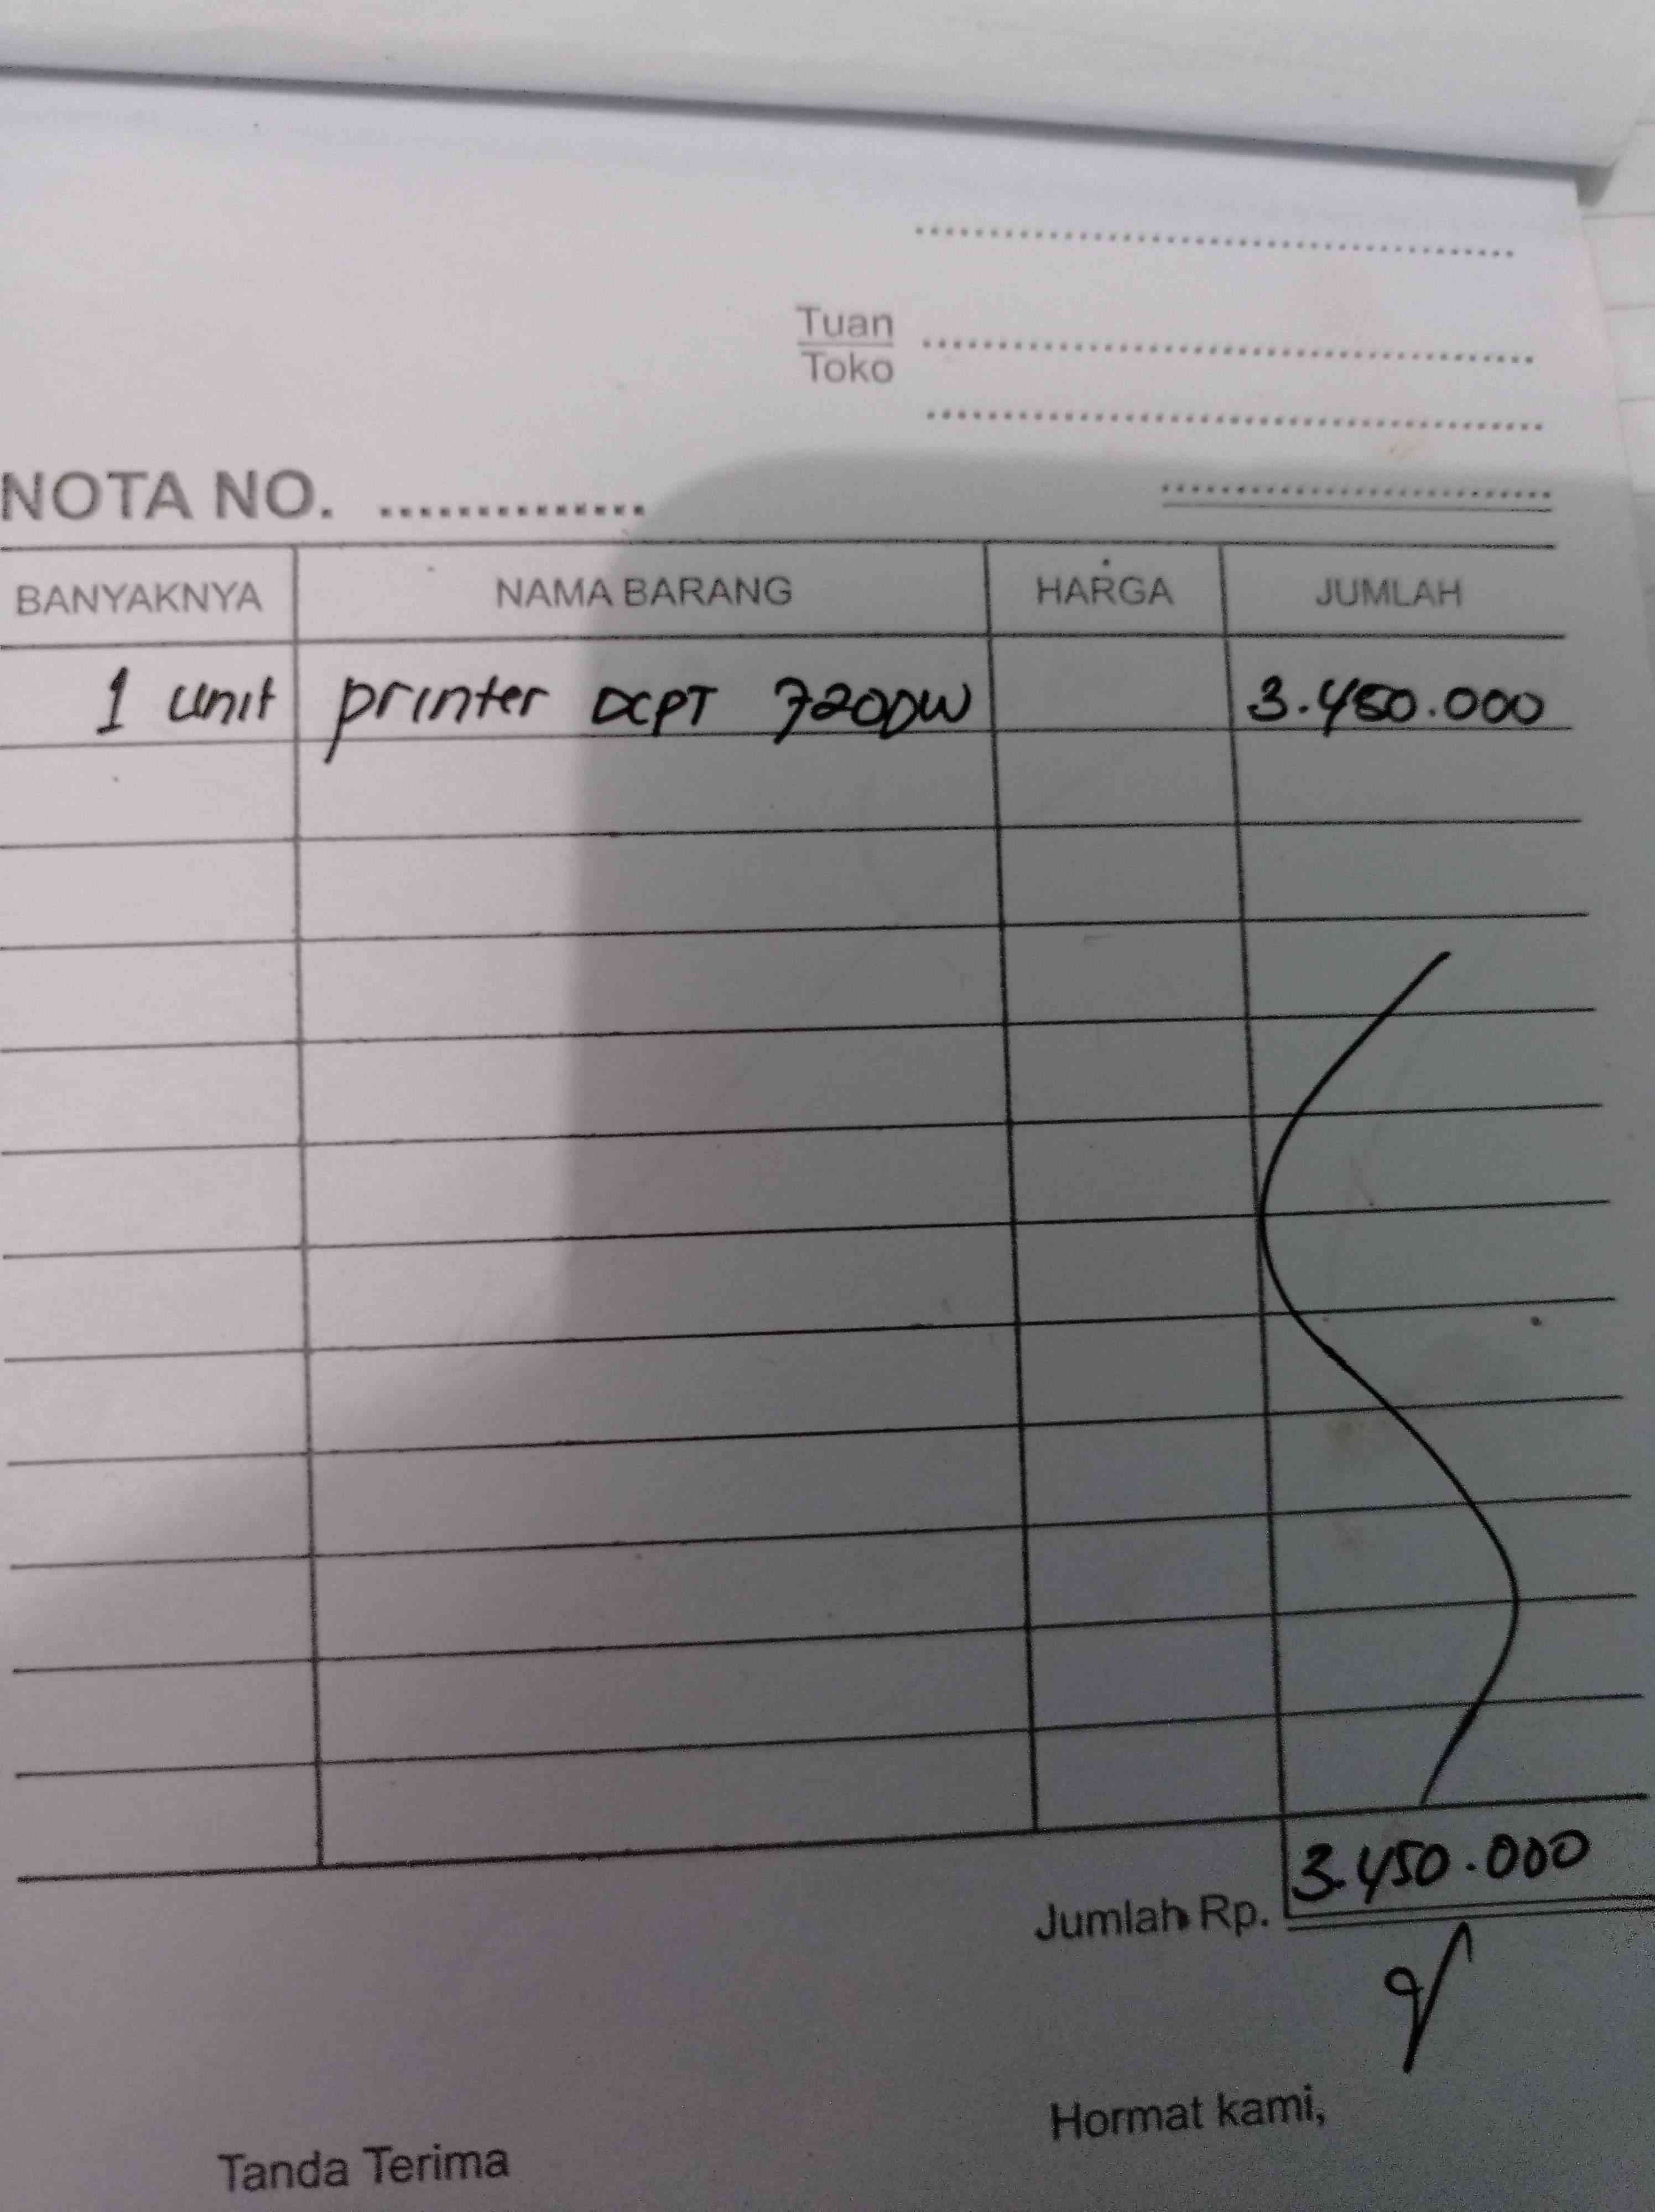 Tuan
Toko
NOTA NO. ...............
BANYAKNYA NAMA BARANG HARGA JUMLAH
1 unit printer DCPT 720DW 3.450.000
Jumlah Rp. 3.450.000
Hormat kami,
Tanda Terima